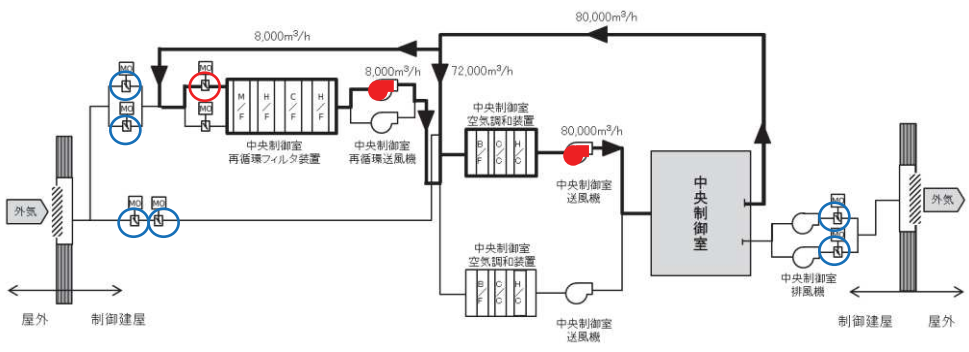 80,000m³/h
8,000m³/h
MO
MO
8,000m³/h
72,000m³/h
MO
MO
M/F
H/F
C/F
H/F
中央制御室
再循環フィルタ装置
中央制御室
再循環送風機
中央制御室
空気調和装置
80,000m³/h
B/F
C/C
H/C
中央制御室
送風機
中央制御室
外気
MO
MO
外気
MO
MO
中央制御室
空気調和装置
B/F
C/C
H/C
中央制御室
送風機
中央制御室
排風機
屋外
制御建屋
制御建屋
屋外